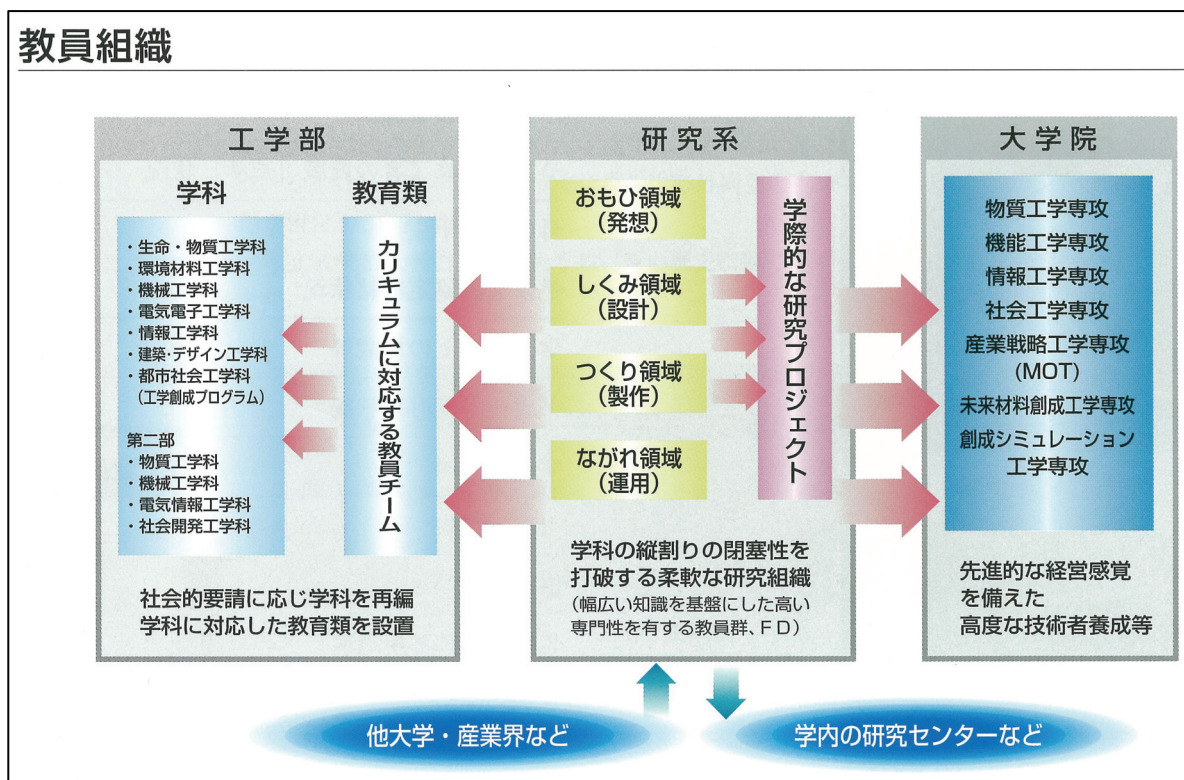 教員組織
工学部
学科
・生命・物質工学科
・環境材料工学科
・機械工学科
・電気電子工学科
・情報工学科
・建築・デザイン工学科
・都市社会工学科
(工学創成プログラム)
第二部
・物質工学科
・機械工学科
・電気情報工学科
・社会開発工学科
教育類
カリキュラムに対応する教員チーム
社会的要請に応じ学科を再編
学科に対応した教育類を設置
研究系
おもひ領域
(発想)
しくみ領域
(設計)
つくり領域
(製作)
ながれ領域
(運用)
学際的な研究プロジェクト
学科の縦割りの閉塞性を
打破する柔軟な研究組織
(幅広い知識を基盤にした高い
専門性を有する教員群、FD)
大学院
物質工学専攻
機能工学専攻
情報工学専攻
社会工学専攻
産業戦略工学専攻
(MOT)
未来材料創成工学専攻
創成シミュレーション
工学専攻
先進的な経営感覚
を備えた
高度な技術者養成等
他大学・産業界など
学内の研究センターなど